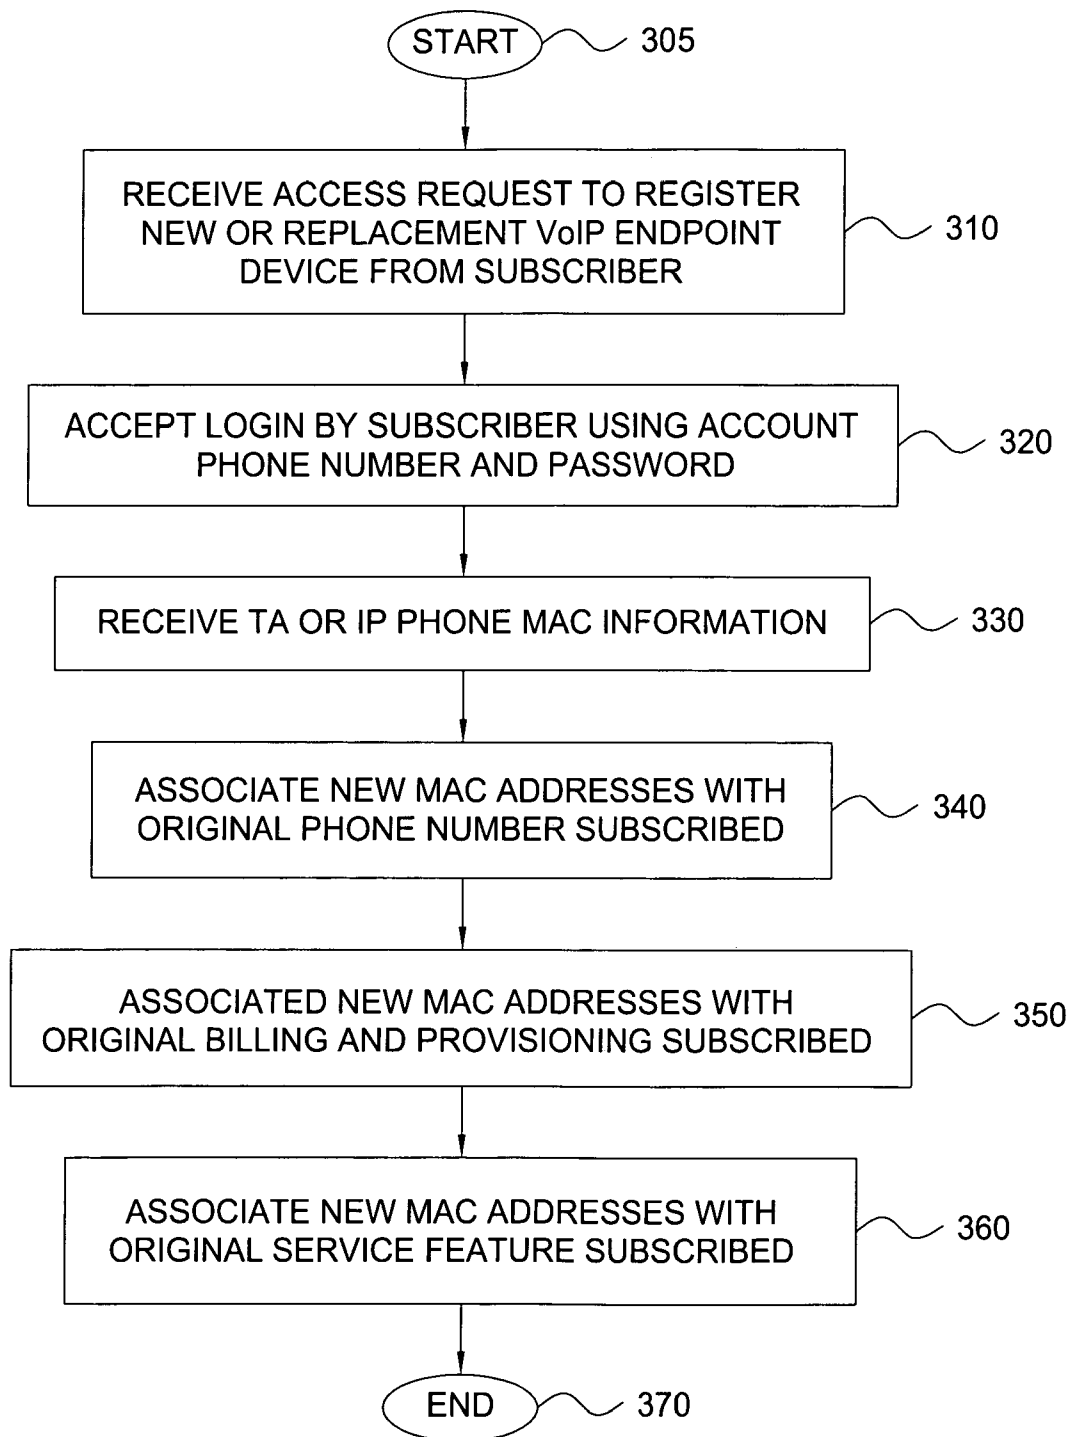 START
305
RECEIVE ACCESS REQUEST TO REGISTER
NEW OR REPLACEMENT VoIP ENDPOINT
DEVICE FROM SUBSCRIBER
310
ACCEPT LOGIN BY SUBSCRIBER USING ACCOUNT
PHONE NUMBER AND PASSWORD
320
RECEIVE TA OR IP PHONE MAC INFORMATION
330
ASSOCIATE NEW MAC ADDRESSES WITH
ORIGINAL PHONE NUMBER SUBSCRIBED
340
ASSOCIATED NEW MAC ADDRESSES WITH
ORIGINAL BILLING AND PROVISIONING SUBSCRIBED
350
ASSOCIATE NEW MAC ADDRESSES WITH
ORIGINAL SERVICE FEATURE SUBSCRIBED
360
END
370